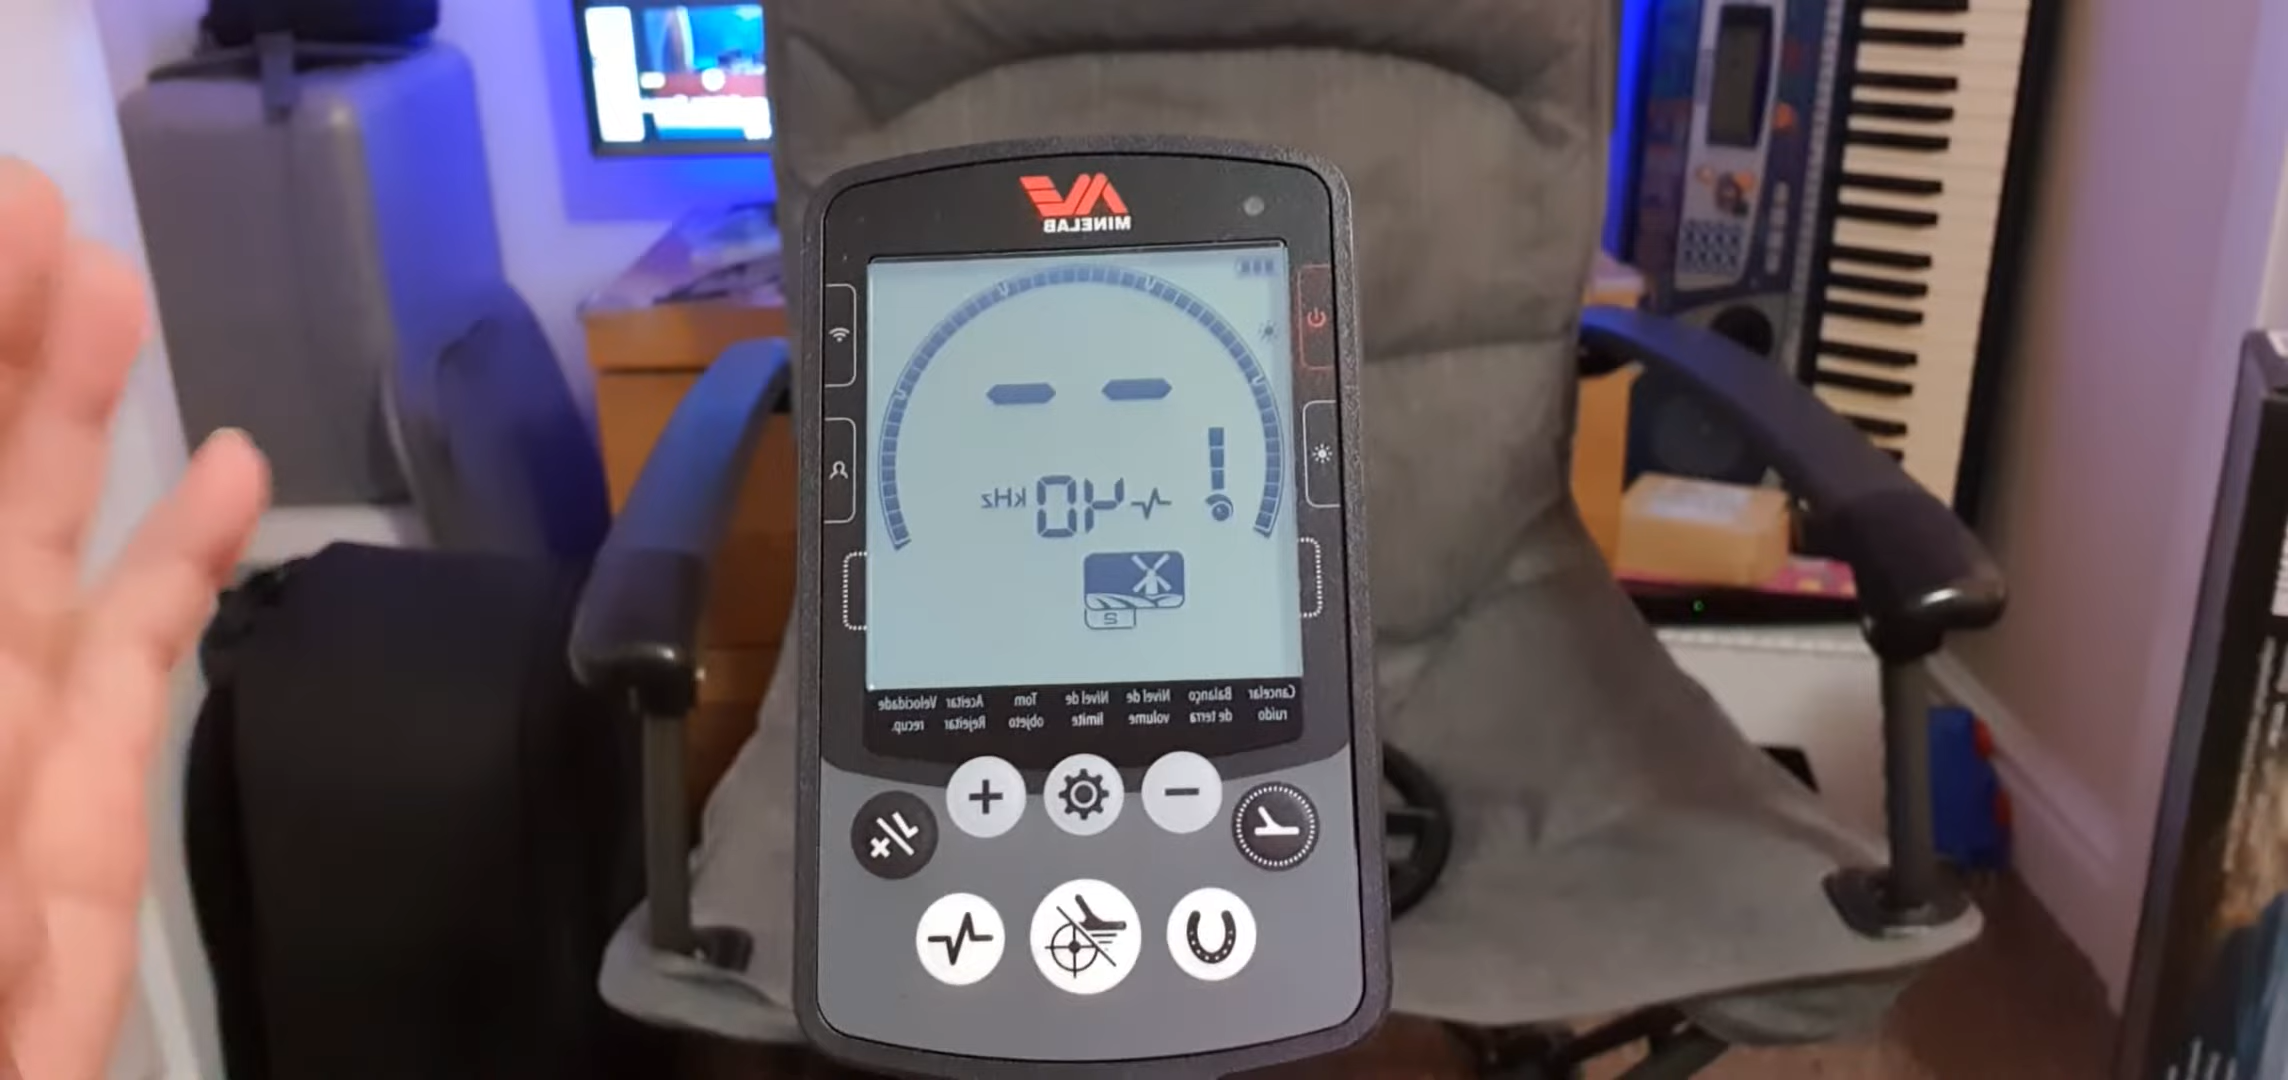 MINELAB
40 kHz
2
Cancelar Balanço Nível de Nível de Tom Aceitar Velocidade
ruído de terra volume limite objeto Rejeitar recup.